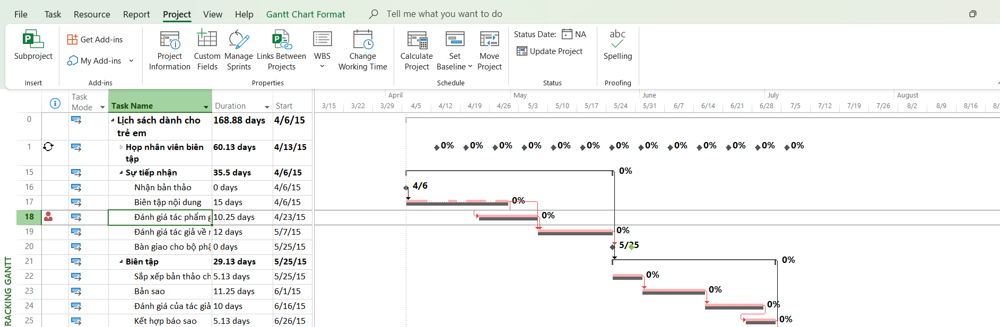 File Task Resource Report Project View Help Gantt Chart Format Tell me what you want to do
Subproject
Insert
Get Add-ins
My Add-ins
Add-ins
Project Information
Custom Fields
Manage Sprints
Links Between Projects
WBS
Change Working Time
Properties
Calculate Project
Set Baseline
Move Project
Schedule
Status Date: NA
Update Project
Status
abc
Spelling
Proofing
Task Mode Task Name Duration Start
April May June July August
3/15 3/22 3/29 4/5 4/12 4/19 4/26 5/3 5/10 5/17 5/24 5/31 6/7 6/14 6/21 6/28 7/5 7/12 7/19 7/26 8/2 8/9 8/16
0 Lịch sách dành cho trẻ em 168.88 days 4/6/15
1 Họp nhân viên biên tập 60.13 days 4/13/15 0% 0% 0% 0% 0% 0% 0% 0% 0% 0% 0% 0% 0%
15 Sự tiếp nhận 35.5 days 4/6/15 0%
16 Nhận bản thảo 0 days 4/6/15 4/6
17 Biên tập nội dung 15 days 4/6/15 0%
18 Đánh giá tác phẩm 10.25 days 4/23/15 0%
19 Đánh giá tác giả về 12 days 5/7/15 0%
20 Bàn giao cho bộ 0 days 5/25/15 5/25
21 Biên tập 29.13 days 5/25/15 0%
22 Sắp xếp bản thảo 5.13 days 5/25/15 0%
23 Bản sao 11.25 days 6/1/15 0%
24 Đánh giá của tác giả 10 days 6/16/15 0%
25 Kết hợp báo sao 5.13 days 6/26/15 0%
TRACKING GANTT